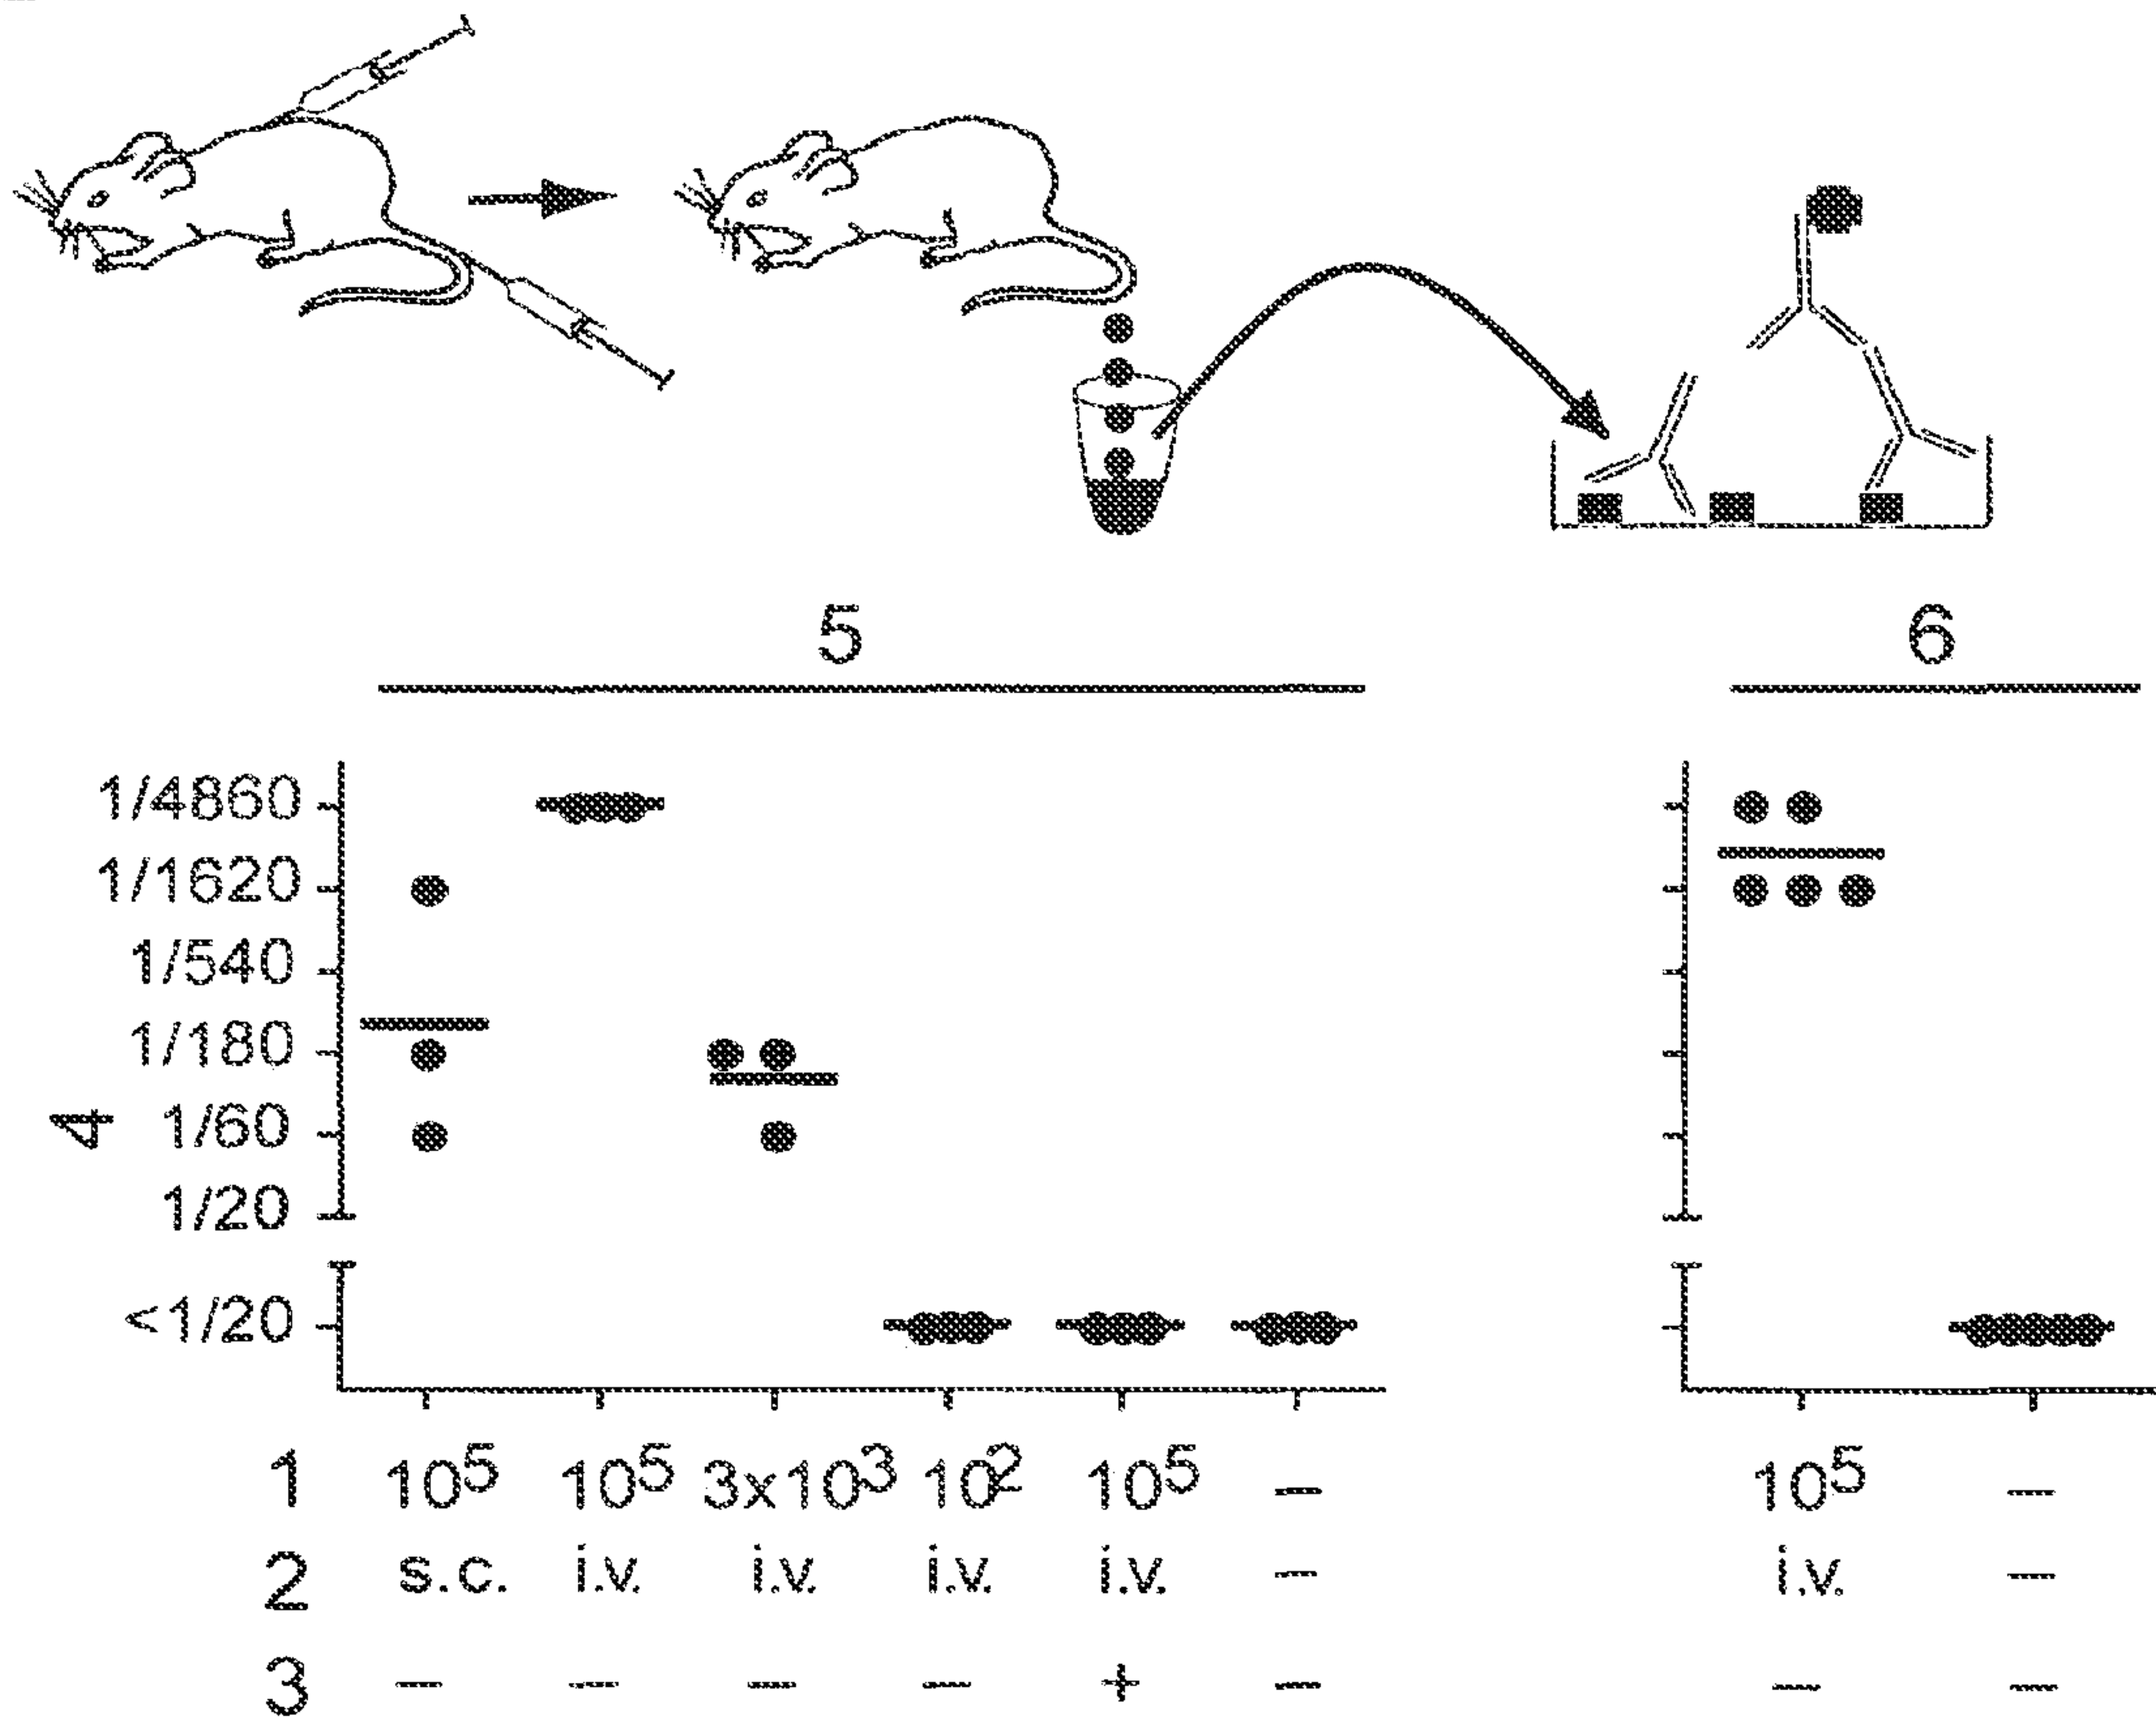 5 6
1/4860
1/1620
1/540
1/180
4 1/60
1/20
<1/20
1 10⁵ 10⁵ 3x10³ 10² 10⁵ – 10⁵ –
2 s.c. i.v. i.v. i.v. i.v. – i.v. –
3 – – – – + – – –